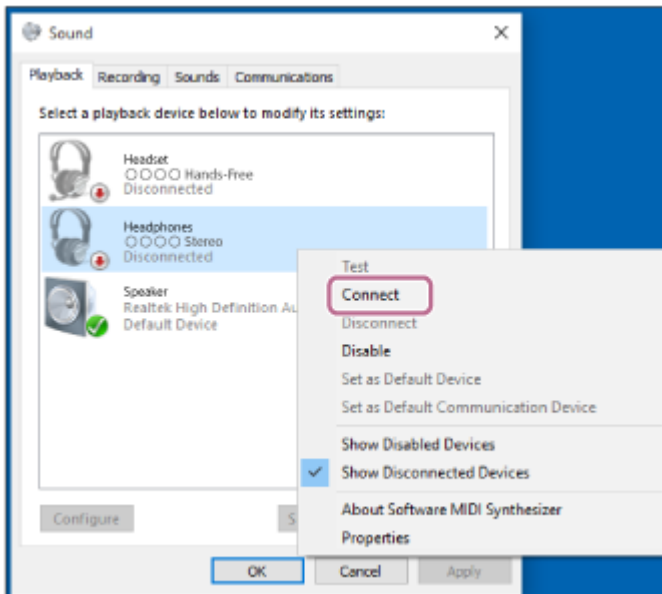 Sound
Playback Recording Sounds Communications
Select a playback device below to modify its settings:
Headset
○○○○ Hands-Free
Disconnected
Headphones
○○○○ Stereo
Disconnected
Speaker
Realtek High Definition Au
Default Device
Test
Connect
Disconnect
Disable
Set as Default Device
Set as Default Communication Device
Show Disabled Devices
Show Disconnected Devices
About Software MIDI Synthesizer
Properties
Configure S
OK Cancel Apply